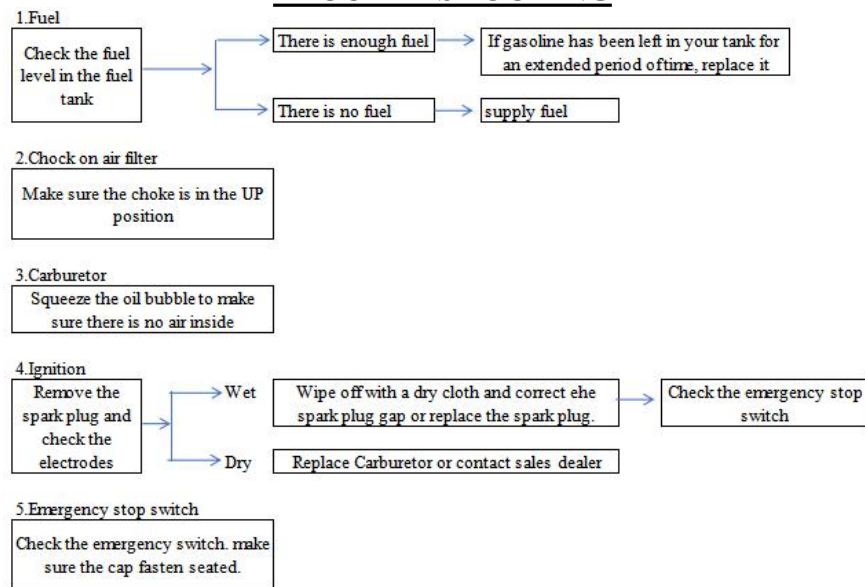 1.Fuel
Check the fuel
level in the fuel
tank
There is enough fuel
If gasoline has been left in your tank for
an extended period of time, replace it
There is no fuel
supply fuel
2.Chock on air filter
Make sure the choke is in the UP
position
3.Carburetor
Squeeze the oil bubble to make
sure there is no air inside
4.Ignition
Remove the
spark plug and
check the
electrodes
Wet
Wipe off with a dry cloth and correct ehe
spark plug gap or replace the spark plug.
Check the emergency stop
switch
Dry
Replace Carburetor or contact sales dealer
5.Emergency stop switch
Check the emergency switch. make
sure the cap fasten seated.